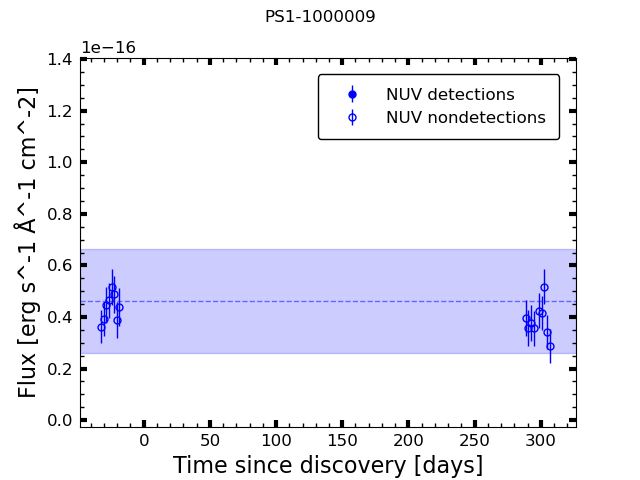 PS1-1000009
1e−16
1.4
1.2
1.0
0.8
0.6
0.4
0.2
0.0
Flux [erg s^-1 Å^-1 cm^-2]
NUV detections
NUV nondetections
0 50 100 150 200 250 300
Time since discovery [days]